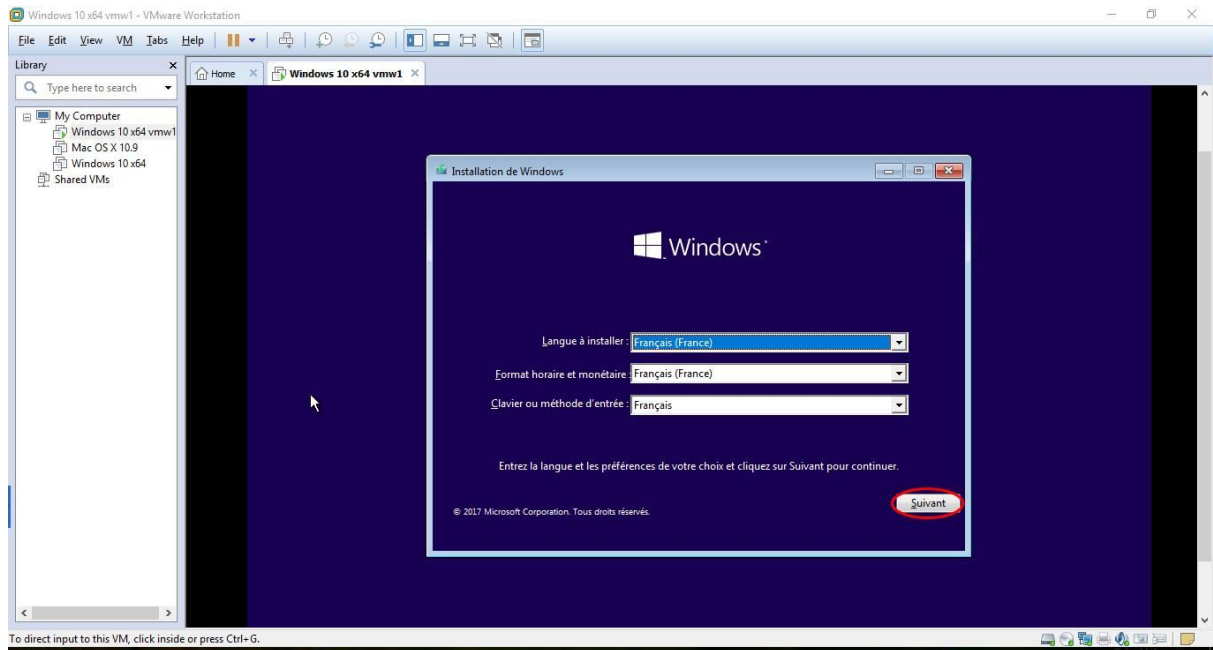 Windows 10 x64 vmw1 - VMware Workstation
File Edit View VM Tabs Help
Library
Home
Windows 10 x64 vmw1
Type here to search
My Computer
Windows 10 x64 vmw1
Mac OS X 10.9
Windows 10 x64
Shared VMs
Installation de Windows
Windows
Langue à installer : Français (France)
Format horaire et monétaire : Français (France)
Clavier ou méthode d'entrée : Français
Entrez la langue et les préférences de votre choix et cliquez sur Suivant pour continuer.
© 2017 Microsoft Corporation. Tous droits réservés.
Suivant
To direct input to this VM, click inside or press Ctrl+G.